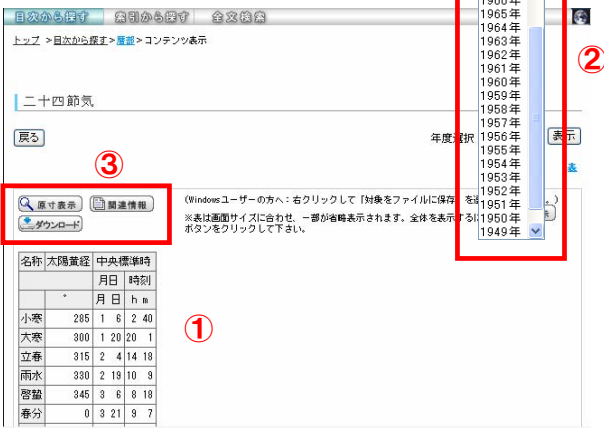 目次から探す 索引から探す 全文検索
トップ >目次から探す>暦部>コンテンツ表示
二十四節気
戻る
年度選択
表示
1966年
1965年
1964年
1963年
1962年
1961年
1960年
1959年
1958年
1957年
1956年
1955年
1954年
1953年
1952年
1951年
1950年
1949年
②
③
原寸表示 関連情報
ダウンロード
(Windowsユーザーの方へ：右クリックして「対象をファイルに保存」を
※表は画面サイズに合わせ、一部が省略表示されます。全体を表示するに
ボタンをクリックして下さい。
表
①
名称 太陽黄経 中央標準時
月日 時刻
° 月 日 h m
小寒 285 1 6 2 40
大寒 300 1 20 20 1
立春 315 2 4 14 18
雨水 330 2 19 10 9
啓蟄 345 3 6 8 18
春分 0 3 21 9 7